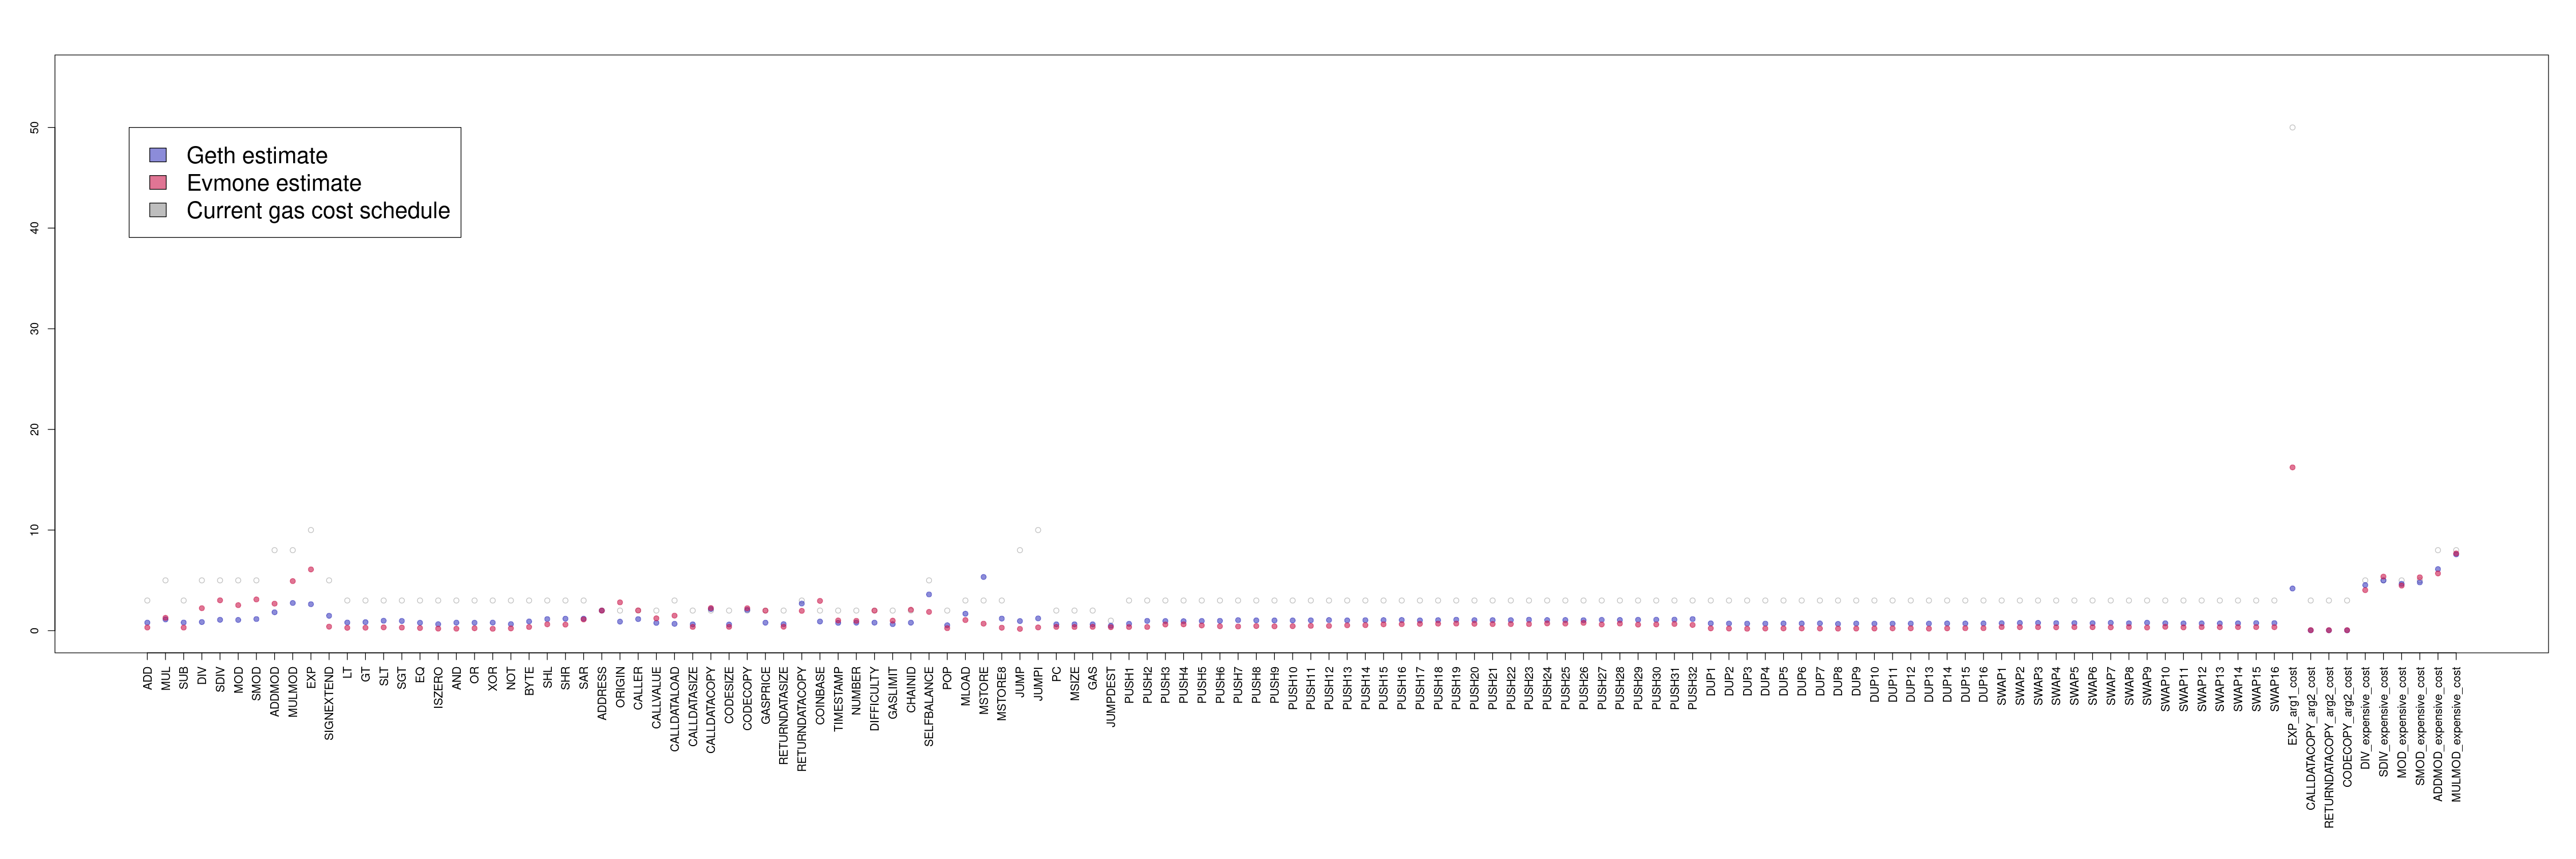 50
40
30
20
10
0
Geth estimate
Evmone estimate
Current gas cost schedule
ADD
MUL
SUB
DIV
SDIV
MOD
SMOD
ADDMOD
MULMOD
EXP
SIGNEXTEND
LT
GT
SLT
SGT
EQ
ISZERO
AND
OR
XOR
NOT
BYTE
SHL
SHR
SAR
ADDRESS
ORIGIN
CALLER
CALLVALUE
CALLDATALOAD
CALLDATASIZE
CALLDATACOPY
CODESIZE
CODECOPY
GASPRICE
RETURNDATASIZE
RETURNDATACOPY
COINBASE
TIMESTAMP
NUMBER
DIFFICULTY
GASLIMIT
CHAINID
SELFBALANCE
POP
MLOAD
MSTORE
MSTORE8
JUMP
JUMPI
PC
MSIZE
GAS
JUMPDEST
PUSH1
PUSH2
PUSH3
PUSH4
PUSH5
PUSH6
PUSH7
PUSH8
PUSH9
PUSH10
PUSH11
PUSH12
PUSH13
PUSH14
PUSH15
PUSH16
PUSH17
PUSH18
PUSH19
PUSH20
PUSH21
PUSH22
PUSH23
PUSH24
PUSH25
PUSH26
PUSH27
PUSH28
PUSH29
PUSH30
PUSH31
PUSH32
DUP1
DUP2
DUP3
DUP4
DUP5
DUP6
DUP7
DUP8
DUP9
DUP10
DUP11
DUP12
DUP13
DUP14
DUP15
DUP16
SWAP1
SWAP2
SWAP3
SWAP4
SWAP5
SWAP6
SWAP7
SWAP8
SWAP9
SWAP10
SWAP11
SWAP12
SWAP13
SWAP14
SWAP15
SWAP16
EXP_arg1_cost
CALLDATACOPY_arg2_cost
RETURNDATACOPY_arg2_cost
CODECOPY_arg2_cost
DIV_expensive_cost
SDIV_expensive_cost
MOD_expensive_cost
SMOD_expensive_cost
ADDMOD_expensive_cost
MULMOD_expensive_cost